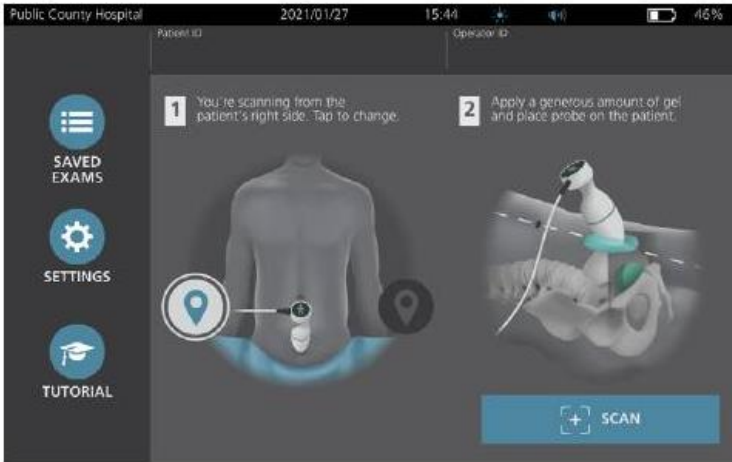 Public County Hospital 2021/01/27 15:44 46%
Patient ID Operator ID
1 You're scanning from the
patient's right side. Tap to change.
2 Apply a generous amount of gel
and place probe on the patient.
SAVED
EXAMS
SETTINGS
TUTORIAL
SCAN